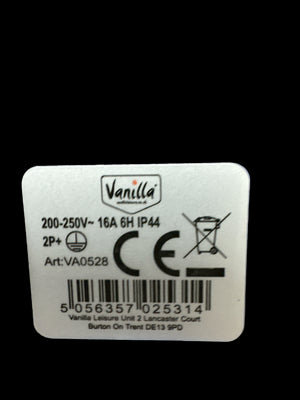 Vanilla
200-250V~ 16A 6H IP44
2P+
Art:VA0528
CE
5 056357 025314
Vanilla Leisure Unit 2 Lancaster Court
Burton On Trent DE13 9PD